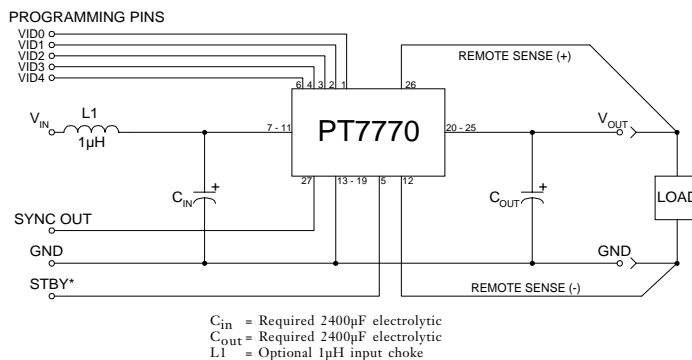 PROGRAMMING PINS
VID0
VID1
VID2
VID3
VID4
6 4 3 2 1
26
REMOTE SENSE (+)
VIN
L1
1µH
7 - 11
PT7770
20 - 25
VOUT
CIN
+
27
13 - 19
5
12
COUT
+
LOAD
SYNC OUT
GND
GND
STBY*
REMOTE SENSE (-)
Cin = Required 2400µF electrolytic
Cout = Required 2400µF electrolytic
L1 = Optional 1µH input choke